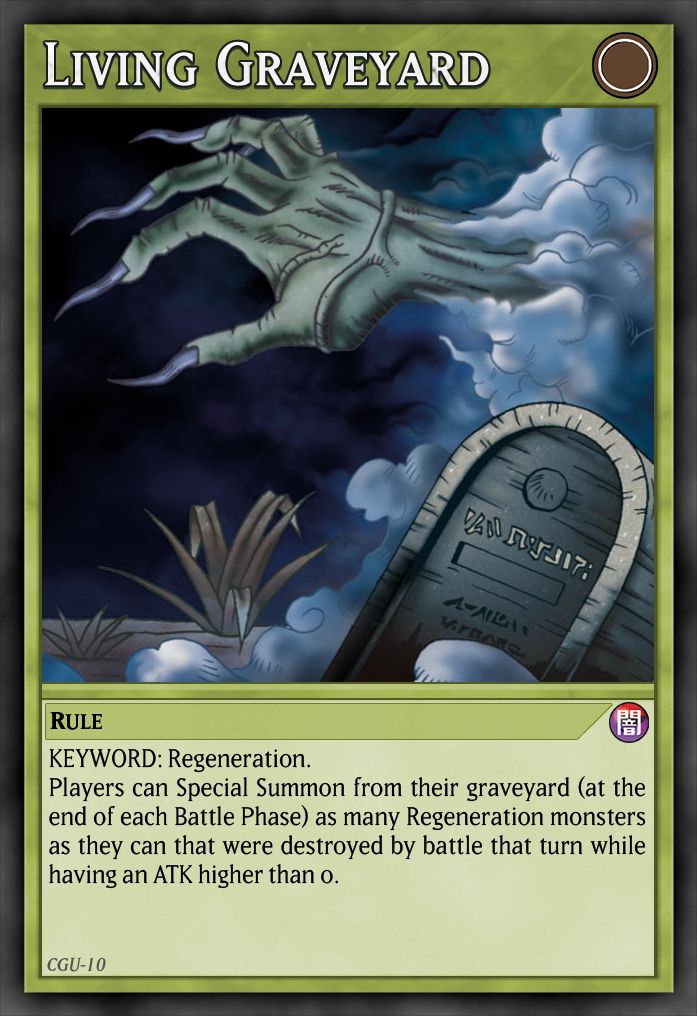 Living Graveyard
Rule
闇
KEYWORD: Regeneration.
Players can Special Summon from their graveyard (at the
end of each Battle Phase) as many Regeneration monsters
as they can that were destroyed by battle that turn while
having an ATK higher than 0.
CGU-10